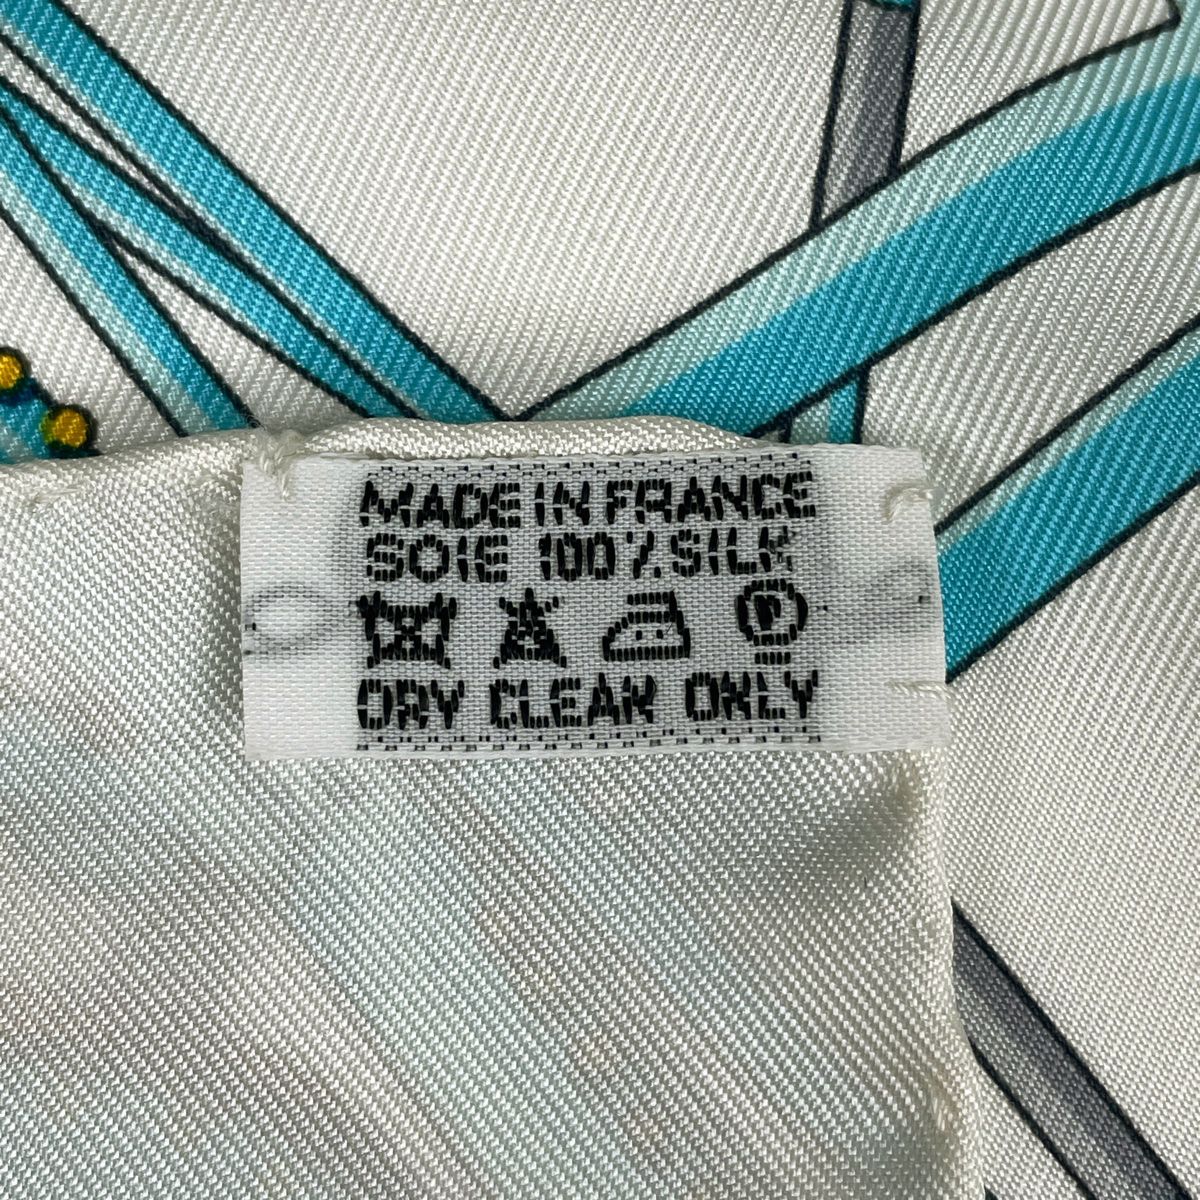 MADE IN FRANCE
SOIE 100% SILK
P
DRY CLEAN ONLY